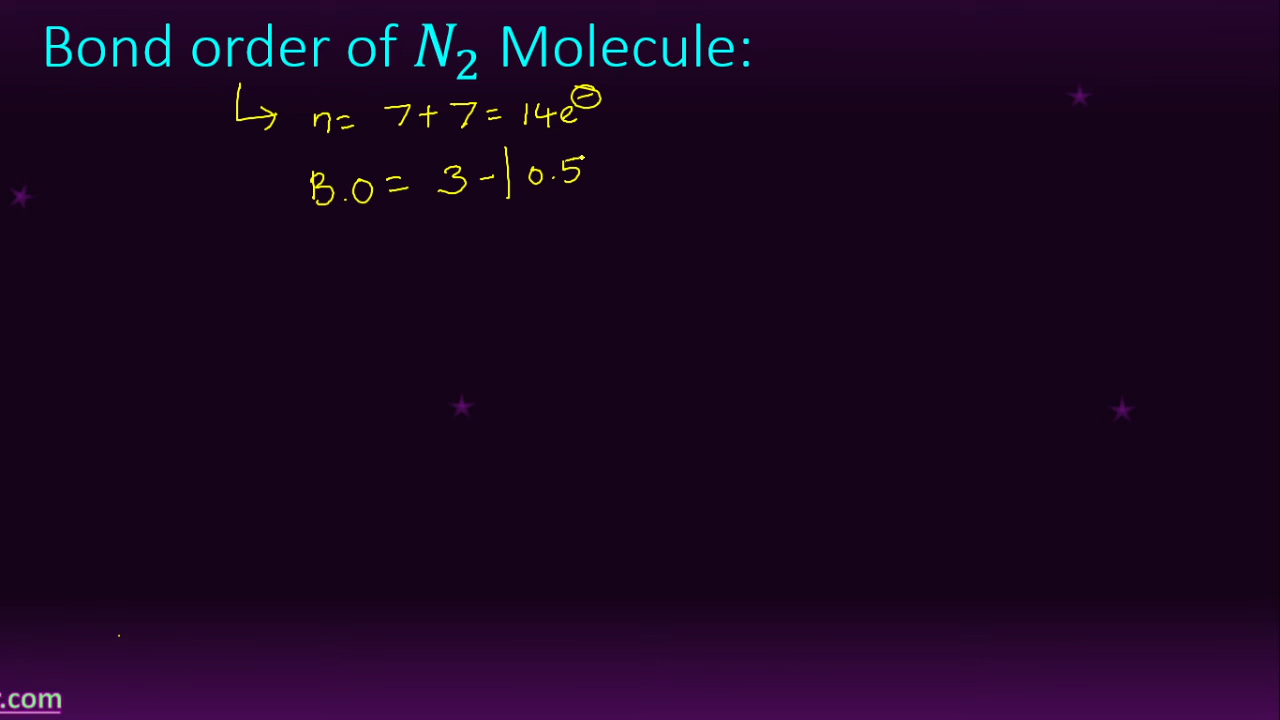 Bond order of N₂ Molecule:
↳ n= 7+7= 14e⊖
B.O = 3-|0.5
.com